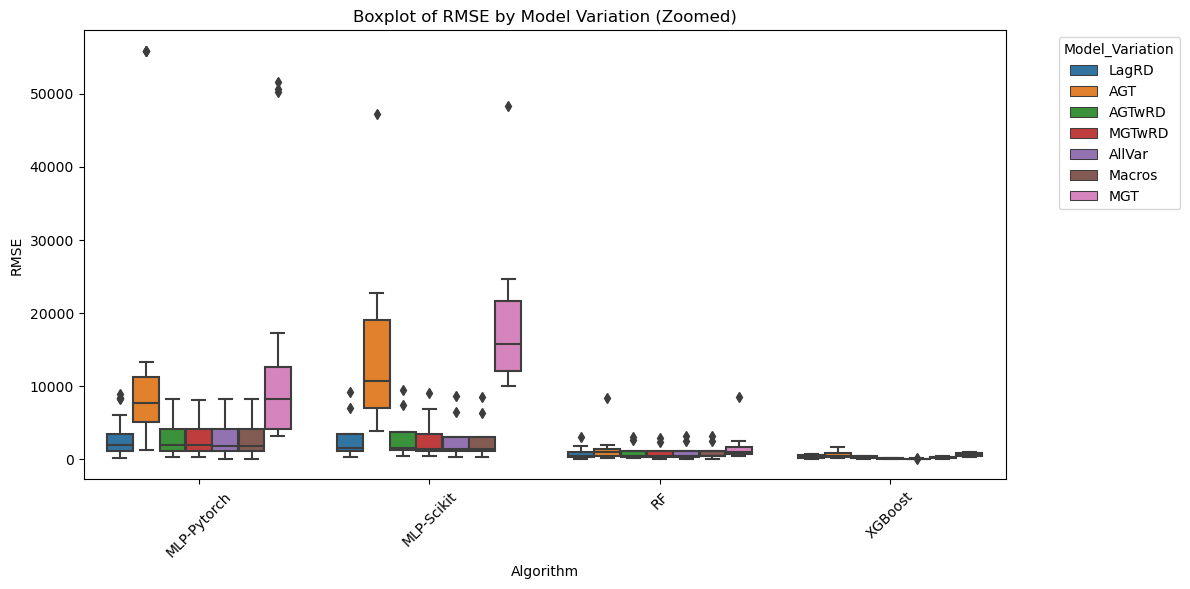 Boxplot of RMSE by Model Variation (Zoomed)
RMSE
50000
40000
30000
20000
10000
0
MLP-Pytorch
MLP-Scikit
RF
XGBoost
Algorithm
Model_Variation
LagRD
AGT
AGTwRD
MGTwRD
AllVar
Macros
MGT